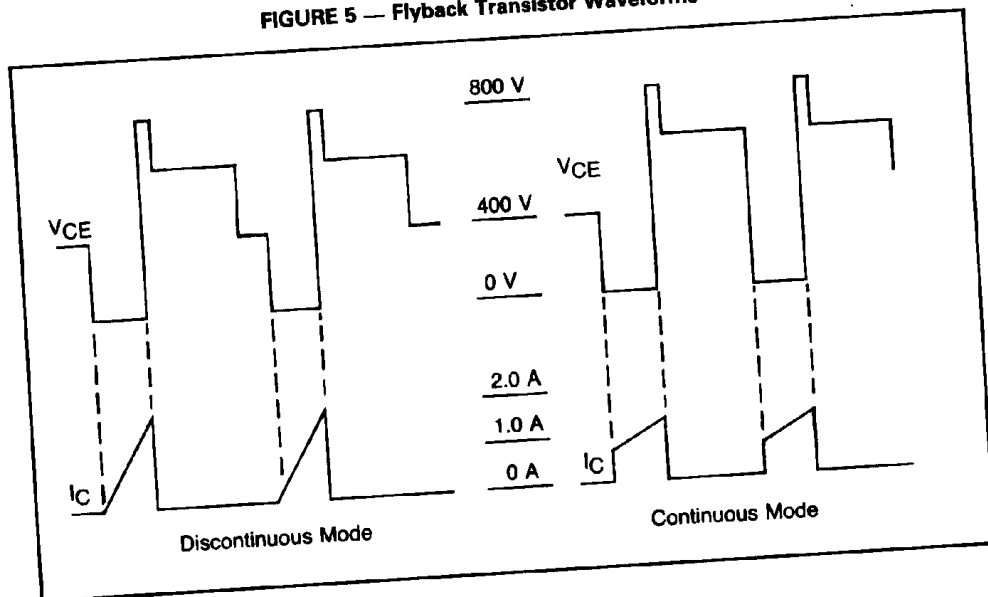 FIGURE 5 — Flyback Transistor Waveforms
800 V
VCE
400 V
0 V
VCE
2.0 A
1.0 A
0 A
IC
IC
Discontinuous Mode
Continuous Mode